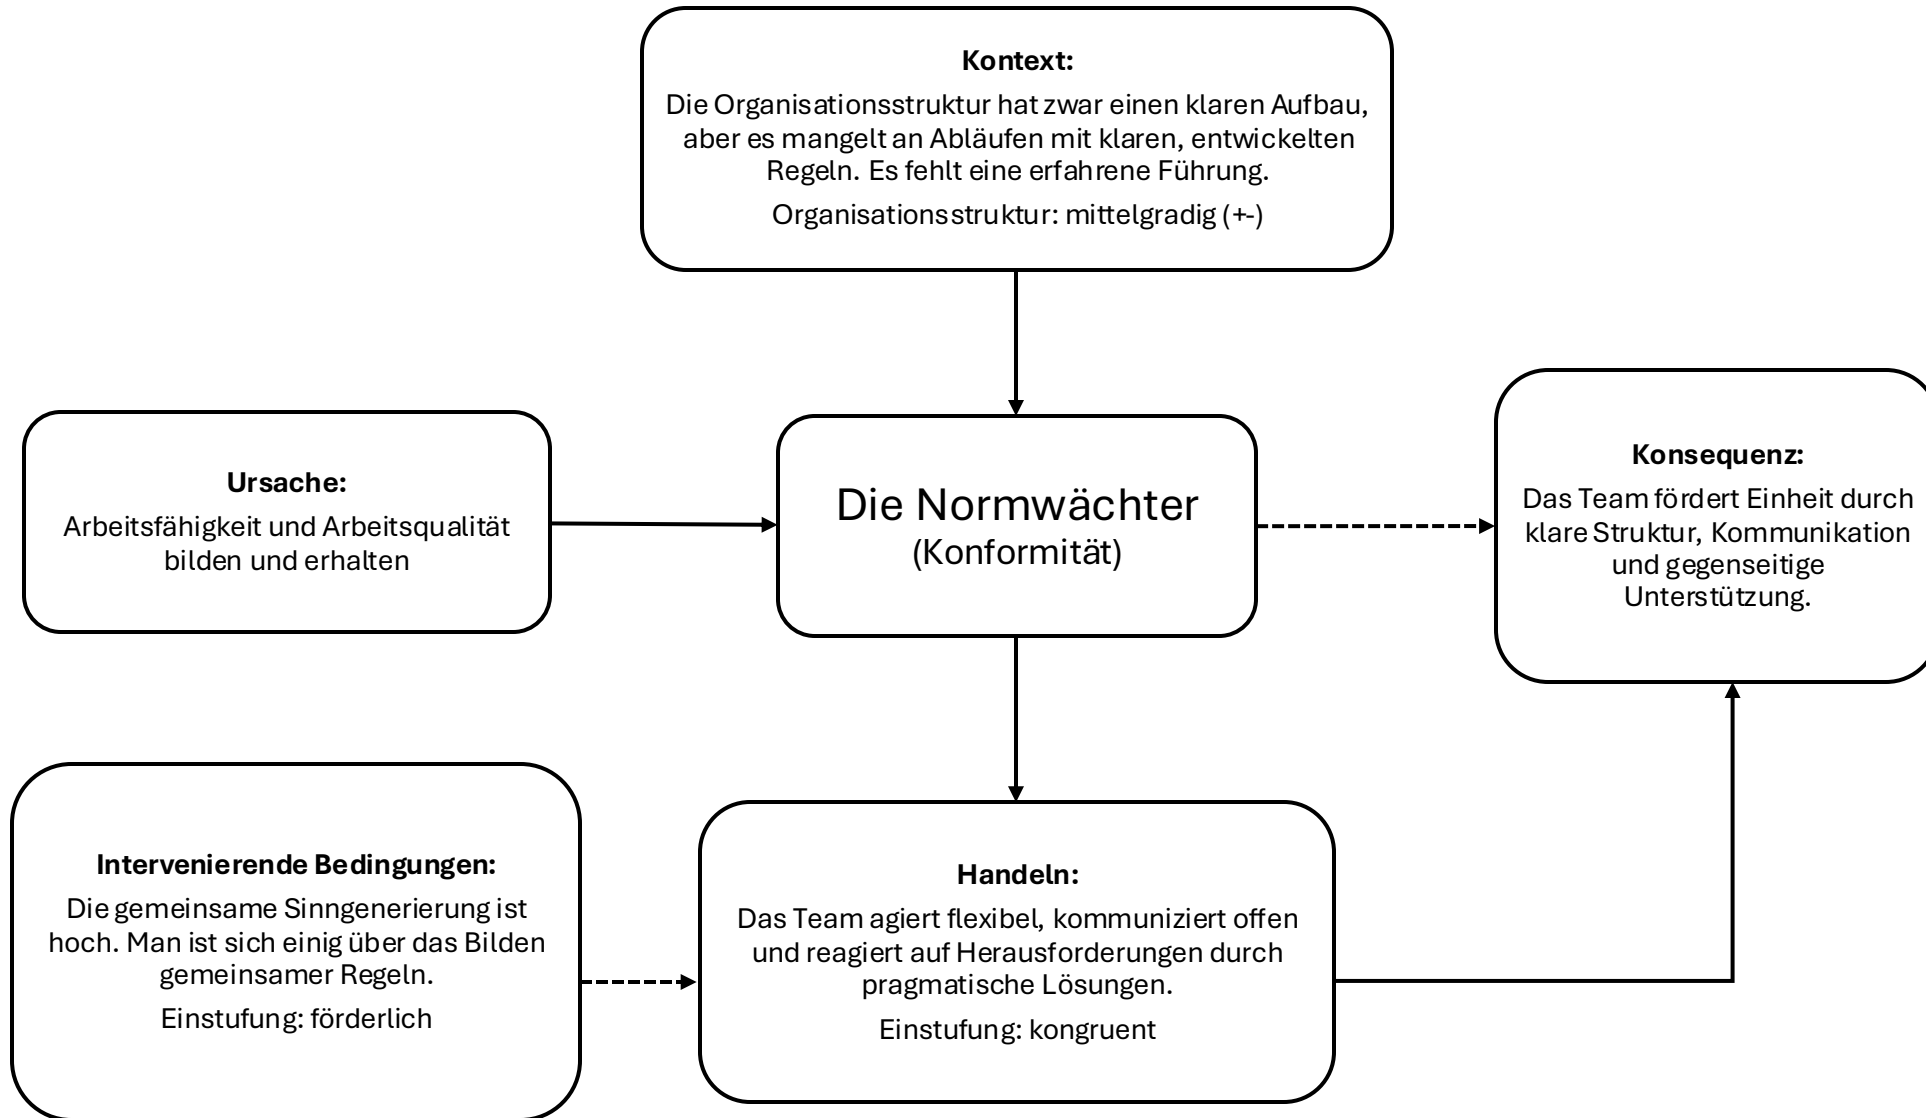 Kontext:
Die Organisationsstruktur hat zwar einen klaren Aufbau,
aber es mangelt an Abläufen mit klaren, entwickelten
Regeln. Es fehlt eine erfahrene Führung.
Organisationsstruktur: mittelgradig (+-)
Ursache:
Arbeitsfähigkeit und Arbeitsqualität
bilden und erhalten
Die Normwächter
(Konformität)
Konsequenz:
Das Team fördert Einheit durch
klare Struktur, Kommunikation
und gegenseitige
Unterstützung.
Intervenierende Bedingungen:
Die gemeinsame Sinngenerierung ist
hoch. Man ist sich einig über das Bilden
gemeinsamer Regeln.
Einstufung: förderlich
Handeln:
Das Team agiert flexibel, kommuniziert offen
und reagiert auf Herausforderungen durch
pragmatische Lösungen.
Einstufung: kongruent